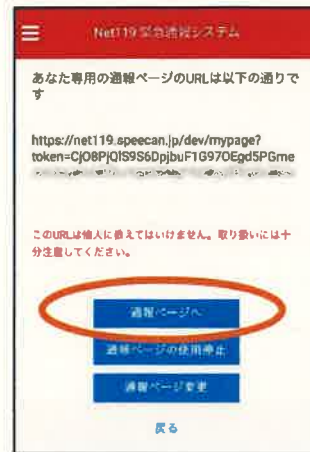 Net119 緊急通報システム
あなた専用の通報ページのURLは以下の通りで
す
https://net119.speecan.jp/dev/mypage?
token=CjO8PjQIS9S6DpjbuF1G97OEgd5PGme
このURLは他人に教えてはいけません。取り扱いには十
分注意してください。
通報ページへ
通報ページの使用停止
通報ページ変更
戻る